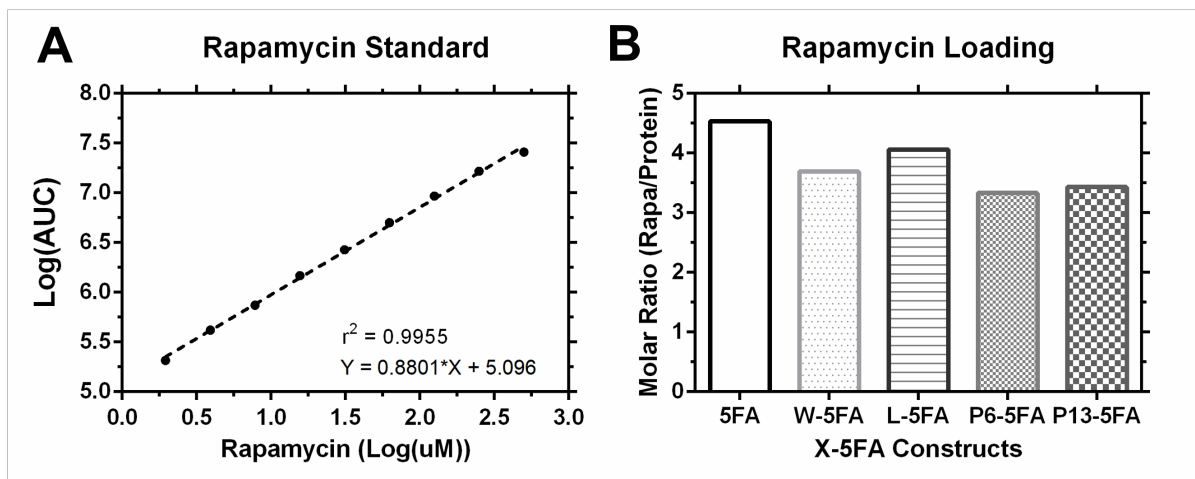 A
Rapamycin Standard
Log(AUC)
8.0
7.5
7.0
6.5
6.0
5.5
5.0
r² = 0.9955
Y = 0.8801*X + 5.096
0.0 0.5 1.0 1.5 2.0 2.5 3.0
Rapamycin (Log(uM))
B
Rapamycin Loading
Molar Ratio (Rapa/Protein)
5
4
3
2
1
0
5FA W-5FA L-5FA P6-5FA P13-5FA
X-5FA Constructs